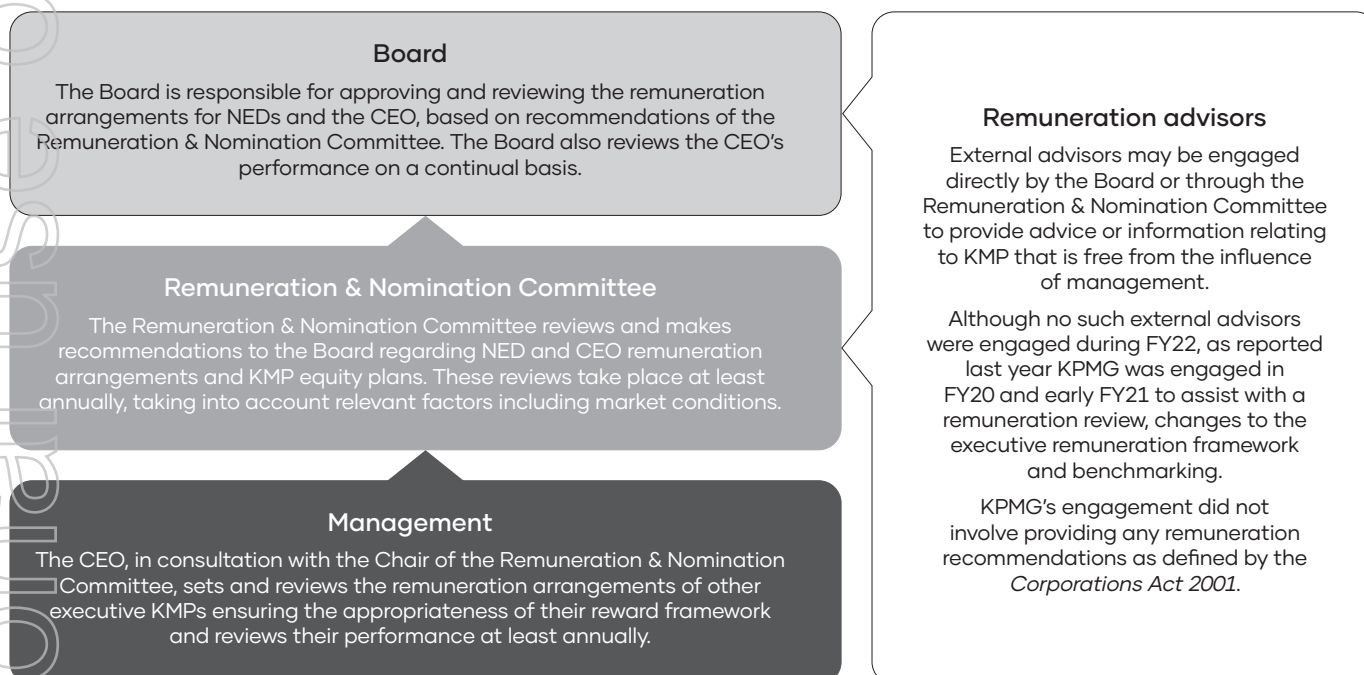 Board
The Board is responsible for approving and reviewing the remuneration
arrangements for NEDs and the CEO, based on recommendations of the
Remuneration & Nomination Committee. The Board also reviews the CEO's
performance on a continual basis.
Remuneration & Nomination Committee
The Remuneration & Nomination Committee reviews and makes
recommendations to the Board regarding NED and CEO remuneration
arrangements and KMP equity plans. These reviews take place at least
annually, taking into account relevant factors including market conditions.
Management
The CEO, in consultation with the Chair of the Remuneration & Nomination
Committee, sets and reviews the remuneration arrangements of other
executive KMPs ensuring the appropriateness of their reward framework
and reviews their performance at least annually.
Remuneration advisors
External advisors may be engaged
directly by the Board or through the
Remuneration & Nomination Committee
to provide advice or information relating
to KMP that is free from the influence
of management.
Although no such external advisors
were engaged during FY22, as reported
last year KPMG was engaged in
FY20 and early FY21 to assist with a
remuneration review, changes to the
executive remuneration framework
and benchmarking.
KPMG's engagement did not
involve providing any remuneration
recommendations as defined by the
Corporations Act 2001.